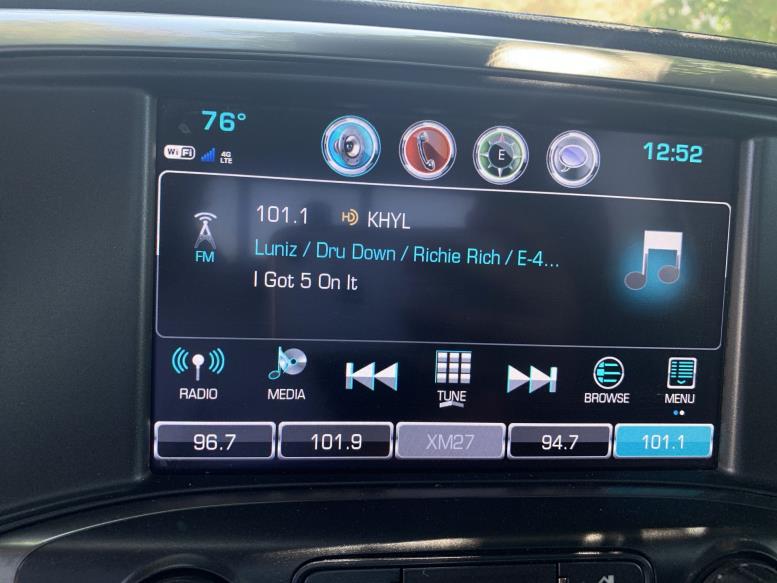 76°
WiFi 4G LTE
E
12:52
101.1 HD KHYL
FM
Luniz / Dru Down / Richie Rich / E-4...
I Got 5 On It
RADIO MEDIA TUNE BROWSE MENU
96.7 101.9 XM27 94.7 101.1